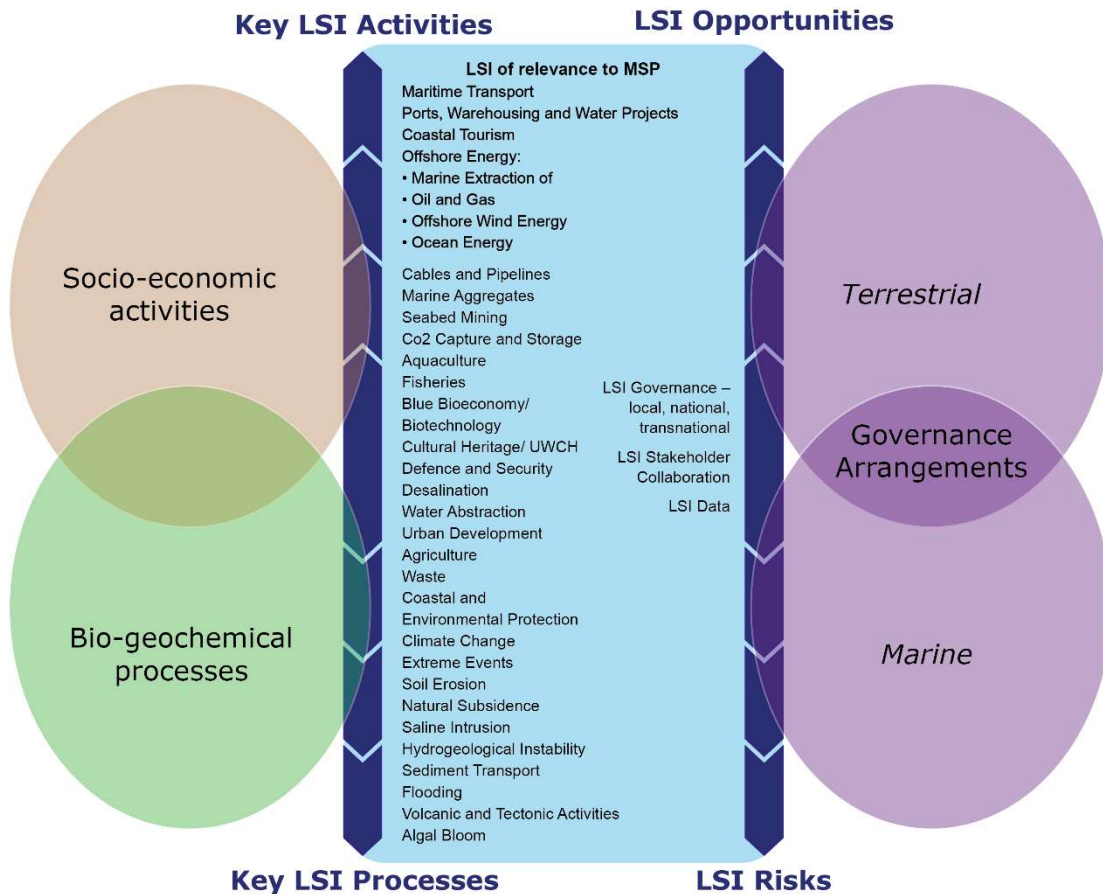 Key LSI Activities
LSI Opportunities
Socio-economic
activities
Bio-geochemical
processes
LSI of relevance to MSP
Maritime Transport
Ports, Warehousing and Water Projects
Coastal Tourism
Offshore Energy:
• Marine Extraction of
• Oil and Gas
• Offshore Wind Energy
• Ocean Energy
Cables and Pipelines
Marine Aggregates
Seabed Mining
Co2 Capture and Storage
Aquaculture
Fisheries
Blue Bioeconomy/
Biotechnology
Cultural Heritage/ UWCH
Defence and Security
Desalination
Water Abstraction
Urban Development
Agriculture
Waste
Coastal and
Environmental Protection
Climate Change
Extreme Events
Soil Erosion
Natural Subsidence
Saline Intrusion
Hydrogeological Instability
Sediment Transport
Flooding
Volcanic and Tectonic Activities
Algal Bloom
LSI Governance –
local, national,
transnational
LSI Stakeholder
Collaboration
LSI Data
Terrestrial
Governance
Arrangements
Marine
Key LSI Processes
LSI Risks